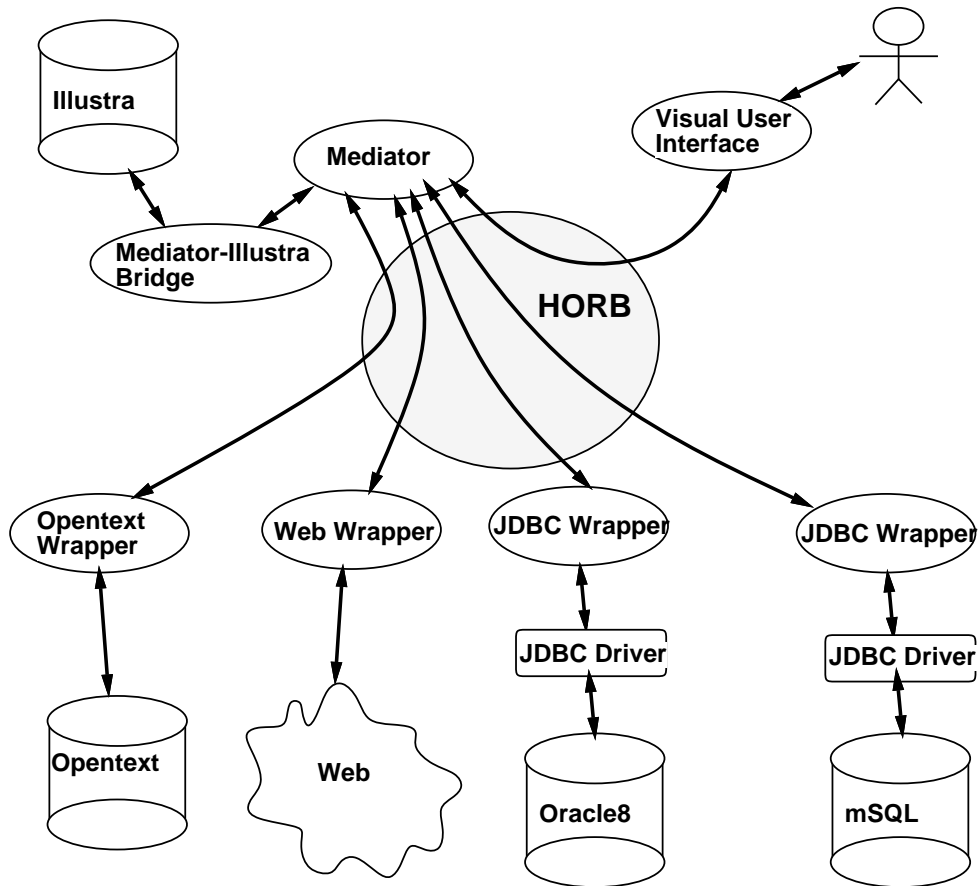 Illustra
Visual User
Interface
Mediator
Mediator-Illustra
Bridge
HORB
Opentext
Wrapper
Web Wrapper
JDBC Wrapper
JDBC Wrapper
JDBC Driver
JDBC Driver
Opentext
Web
Oracle8
mSQL